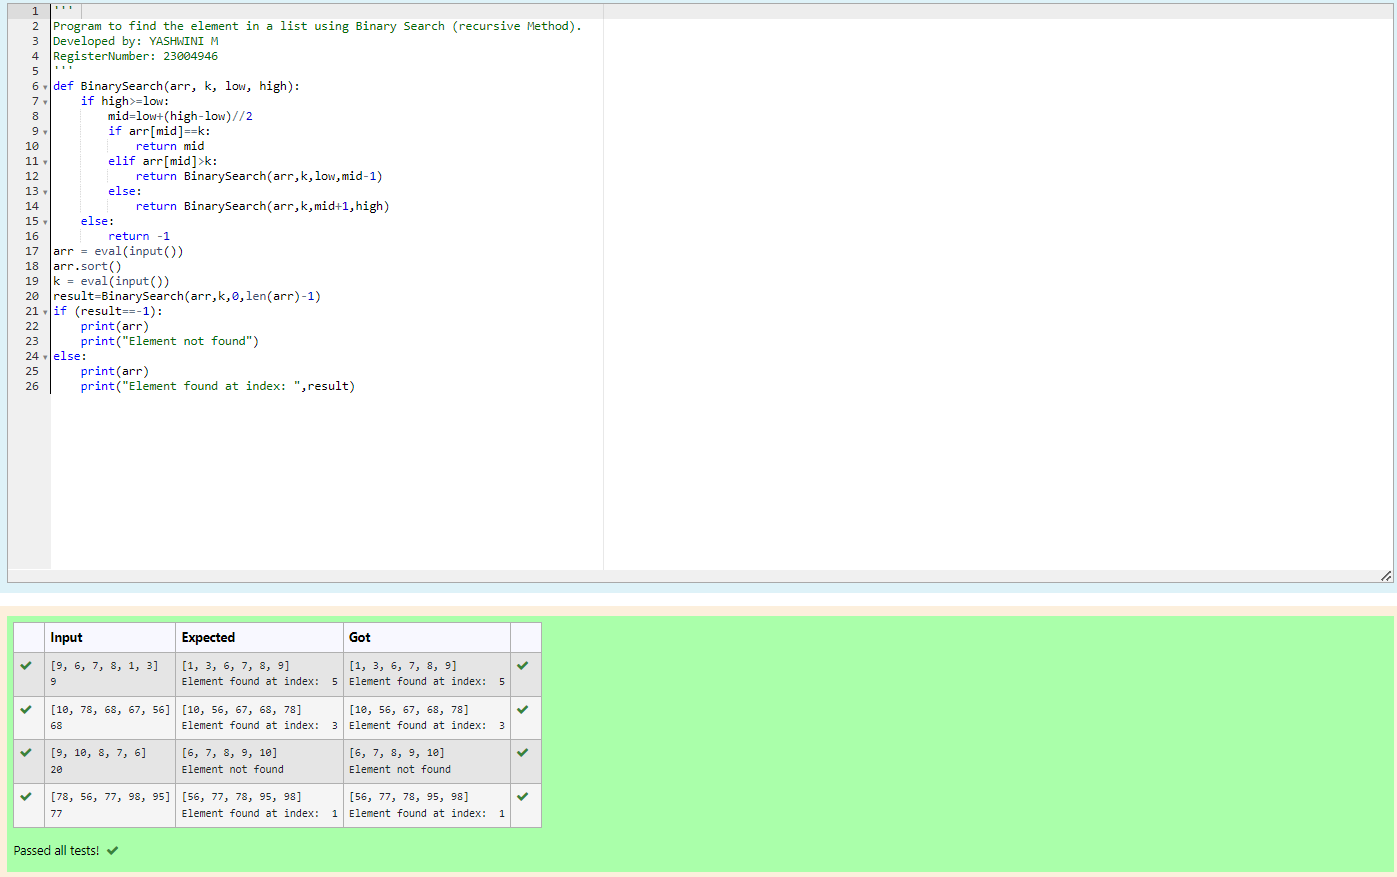 1 '''
2 Program to find the element in a list using Binary Search (recursive Method).
3 Developed by: YASHWINI M
4 RegisterNumber: 23004946
5 '''
6 def BinarySearch(arr, k, low, high):
7     if high>=low:
8         mid=low+(high-low)//2
9         if arr[mid]==k:
10             return mid
11         elif arr[mid]>k:
12             return BinarySearch(arr,k,low,mid-1)
13         else:
14             return BinarySearch(arr,k,mid+1,high)
15     else:
16         return -1
17 arr = eval(input())
18 arr.sort()
19 k = eval(input())
20 result=BinarySearch(arr,k,0,len(arr)-1)
21 if (result==-1):
22     print(arr)
23     print("Element not found")
24 else:
25     print(arr)
26     print("Element found at index: ",result)
Input Expected Got
[9, 6, 7, 8, 1, 3] [1, 3, 6, 7, 8, 9] [1, 3, 6, 7, 8, 9]
9 Element found at index:  5 Element found at index:  5
[10, 78, 68, 67, 56] [10, 56, 67, 68, 78] [10, 56, 67, 68, 78]
68 Element found at index:  3 Element found at index:  3
[9, 10, 8, 7, 6] [6, 7, 8, 9, 10] [6, 7, 8, 9, 10]
20 Element not found Element not found
[78, 56, 77, 98, 95] [56, 77, 78, 95, 98] [56, 77, 78, 95, 98]
77 Element found at index:  1 Element found at index:  1
Passed all tests!